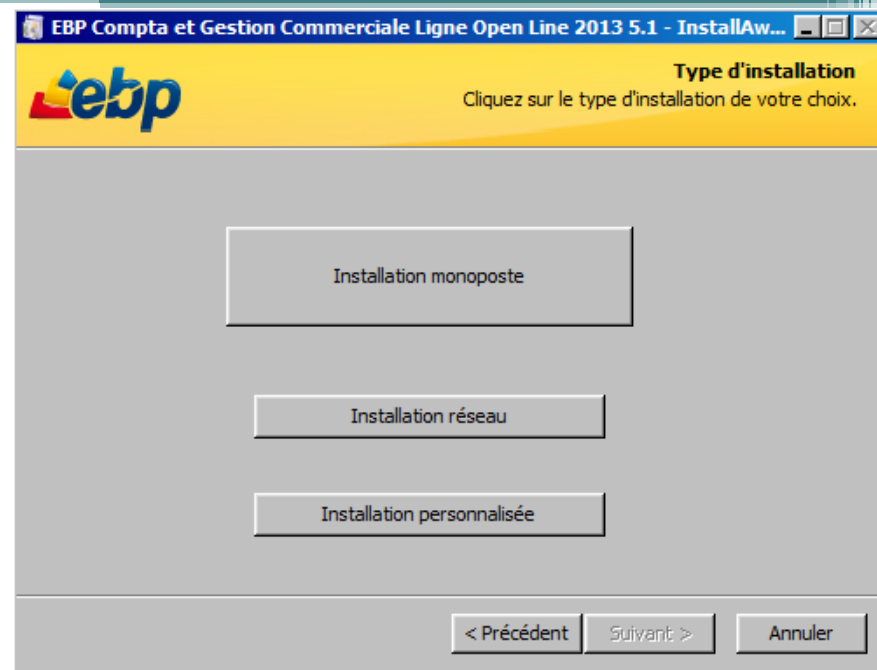 EBP Compta et Gestion Commerciale Ligne Open Line 2013 5.1 - InstallAw...
ebp
Type d'installation
Cliquez sur le type d'installation de votre choix.
Installation monoposte
Installation réseau
Installation personnalisée
< Précédent
Suivant >
Annuler